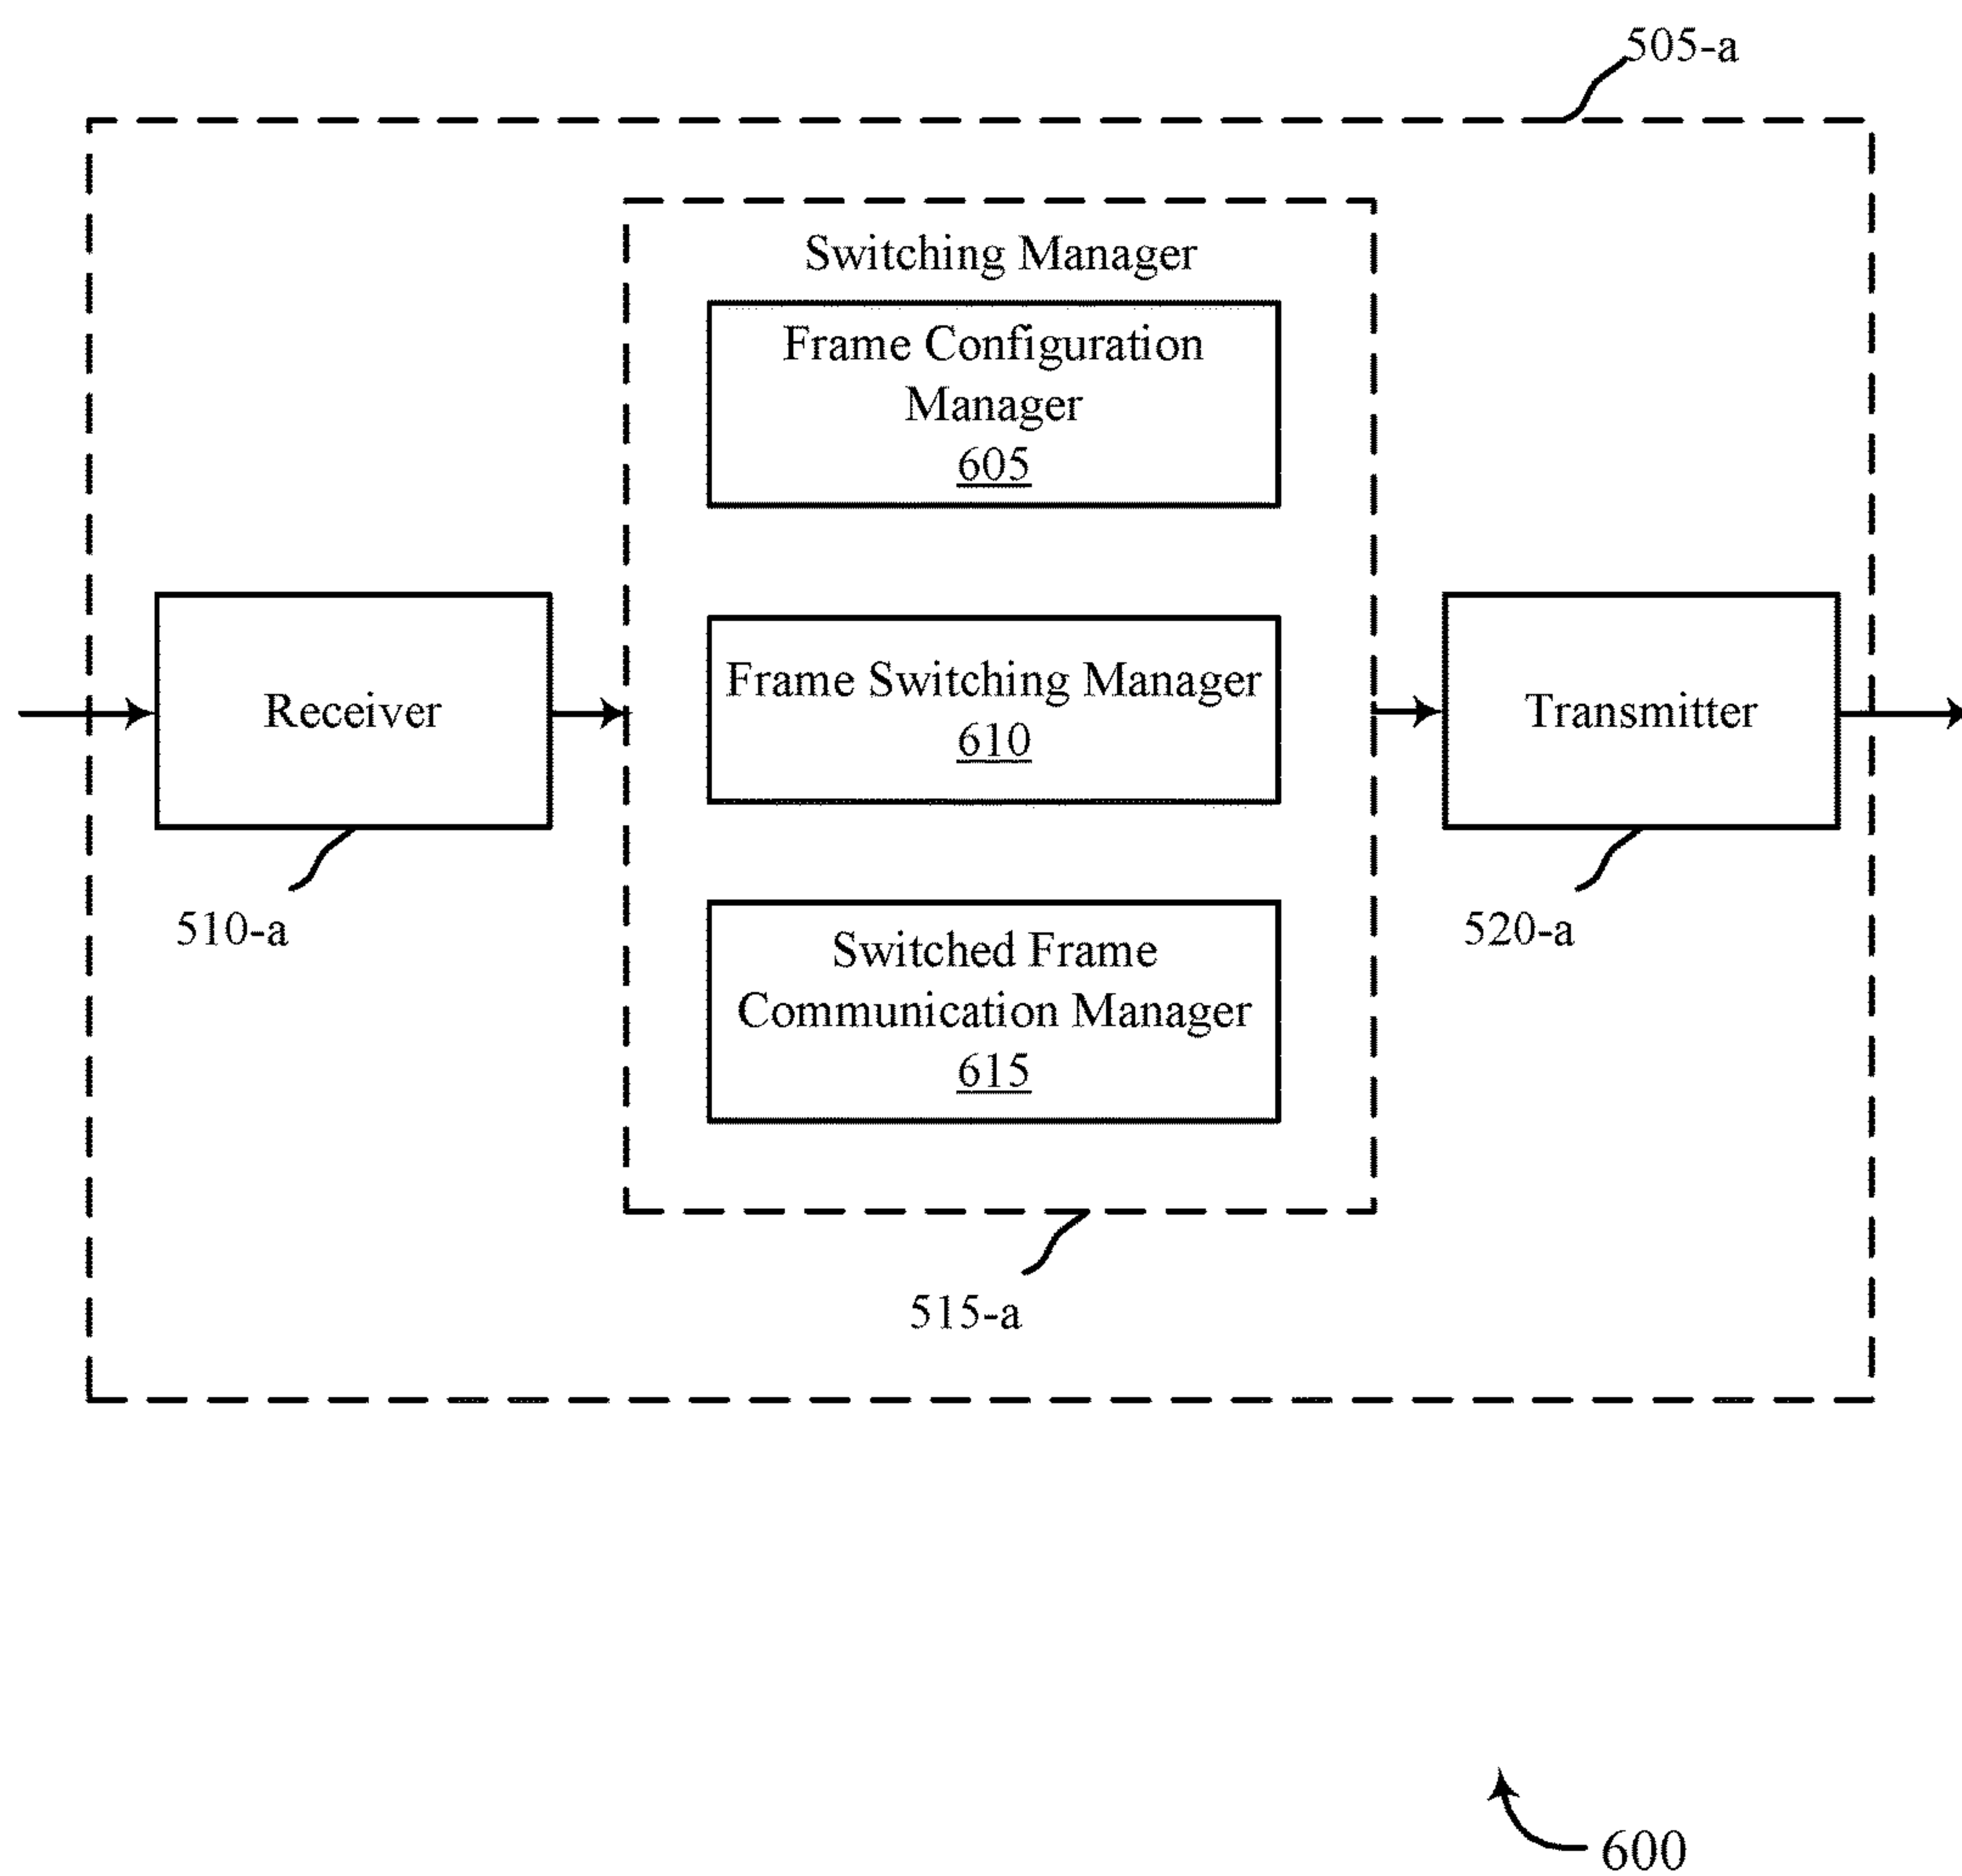 505-a
Switching Manager
Frame Configuration
Manager
605
Receiver
Frame Switching Manager
610
Transmitter
510-a
520-a
Switched Frame
Communication Manager
615
515-a
600